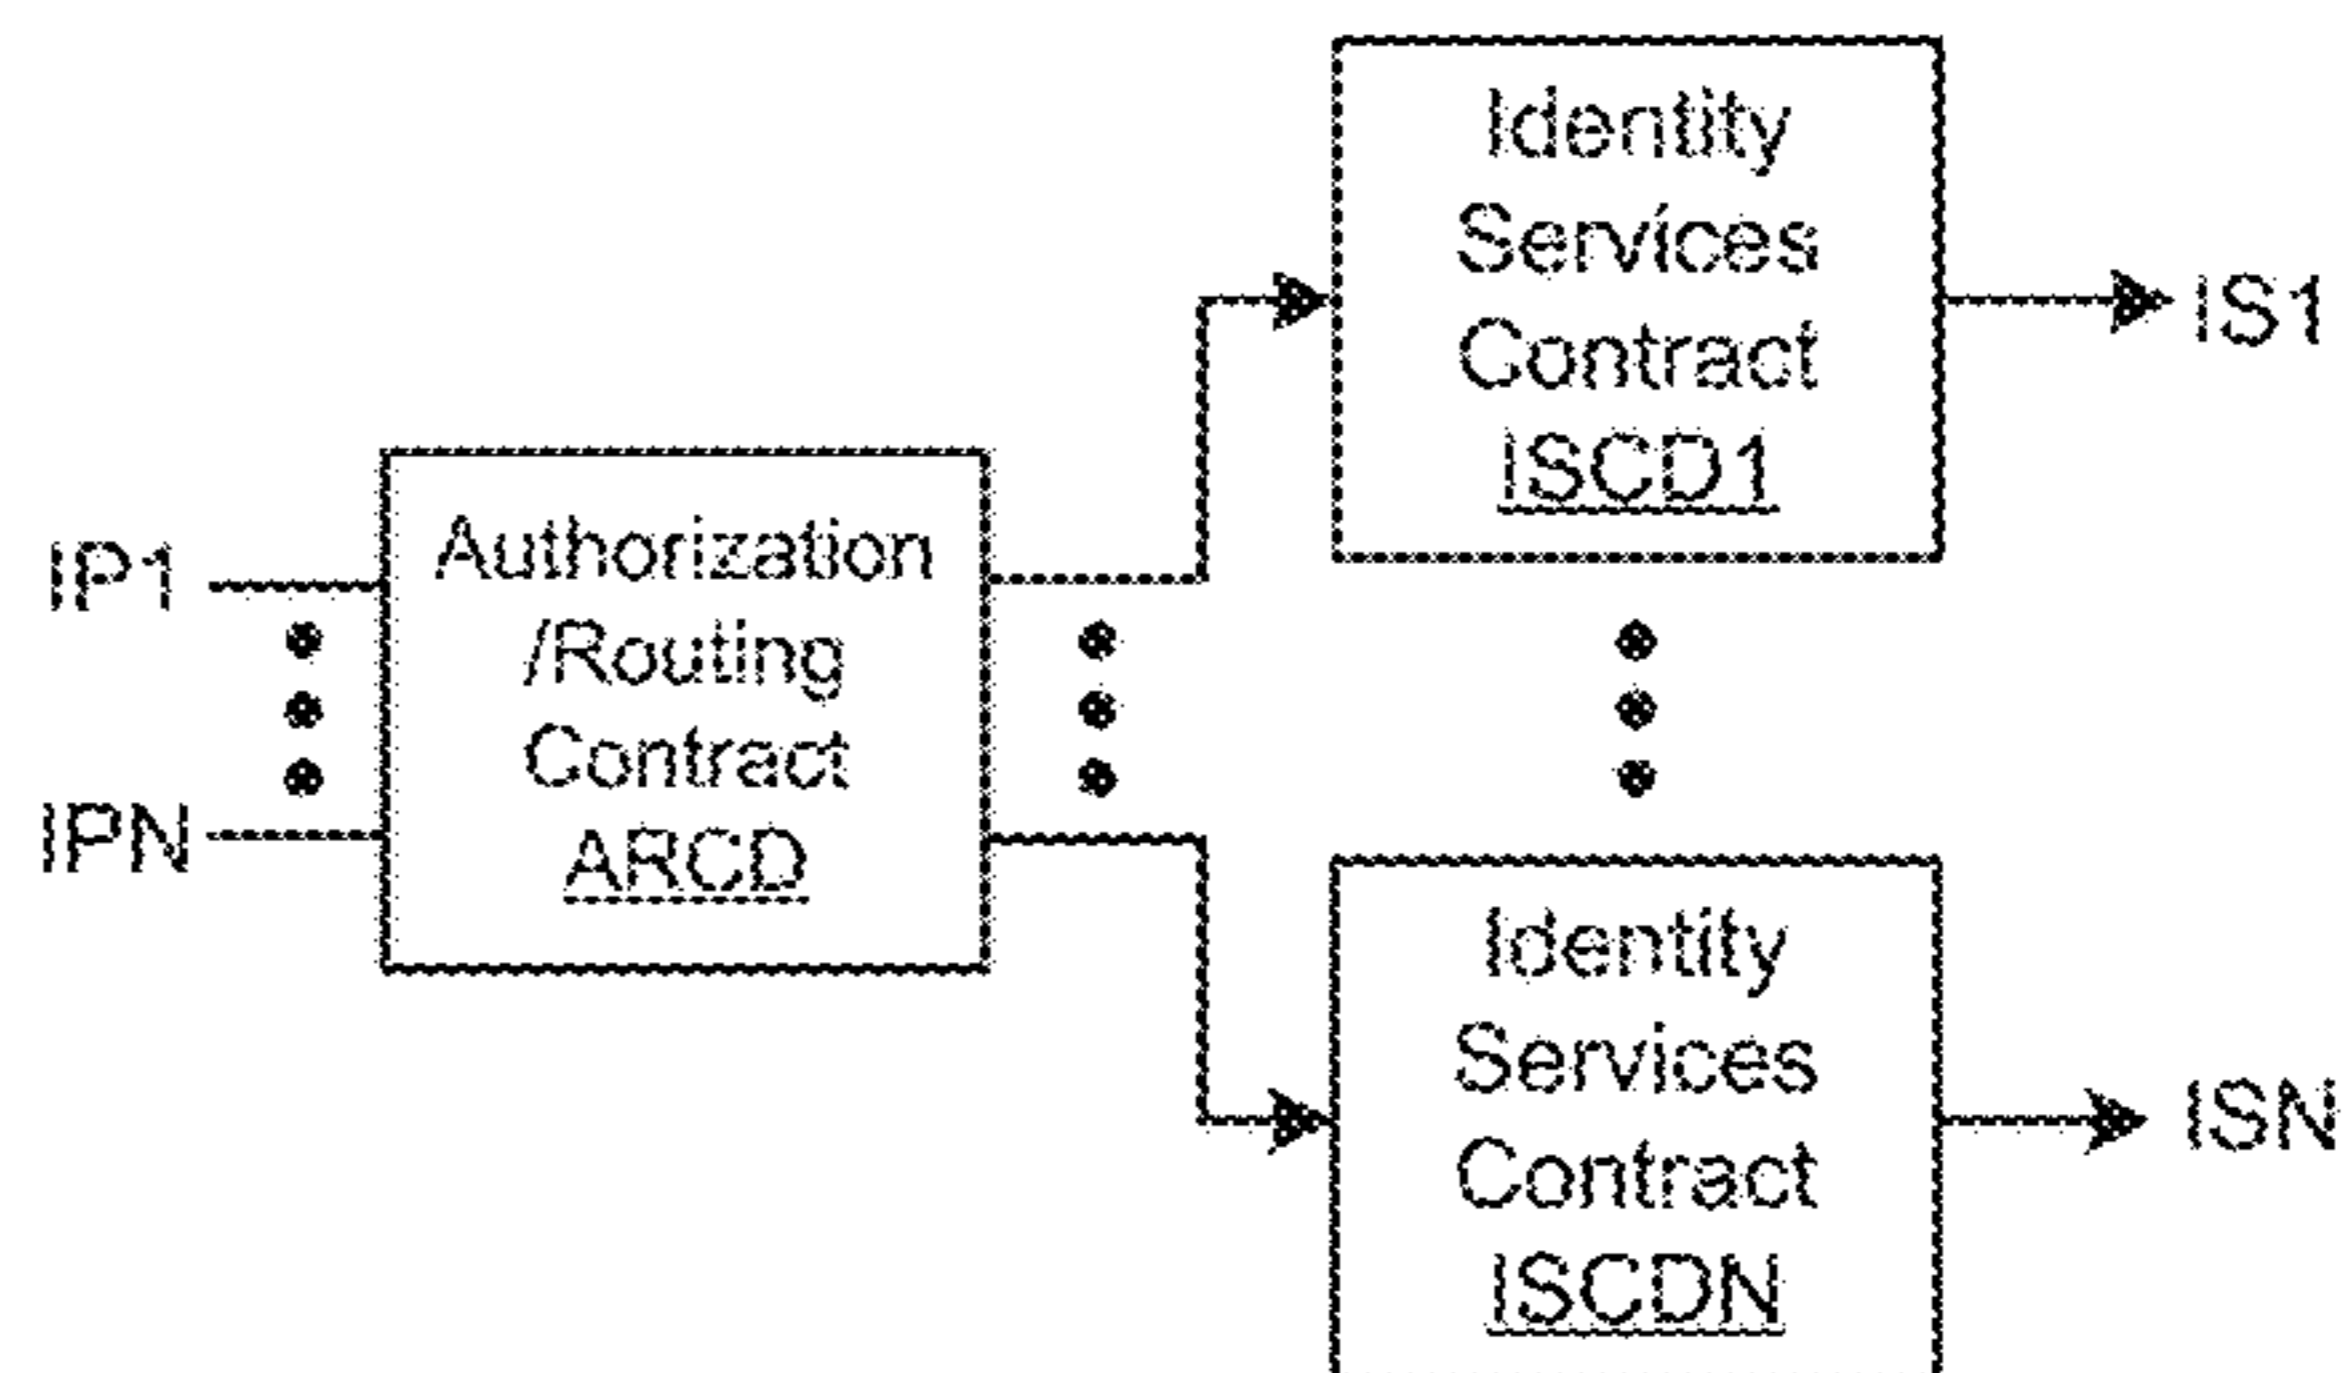 IP1
IPN
Authorization
/Routing
Contract
ARCD
Identity
Services
Contract
ISCD1
IS1
Identity
Services
Contract
ISCDN
ISN